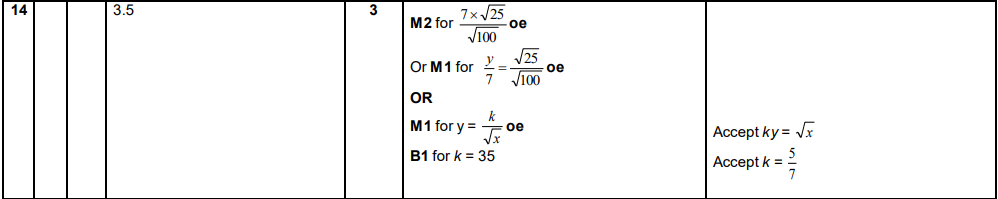 14 3.5 3 M2 for 7×√25/√100 oe
Or M1 for y/7 = √25/√100 oe
OR
M1 for y = k/√x oe
B1 for k = 35
Accept ky = √x
Accept k = 5/7